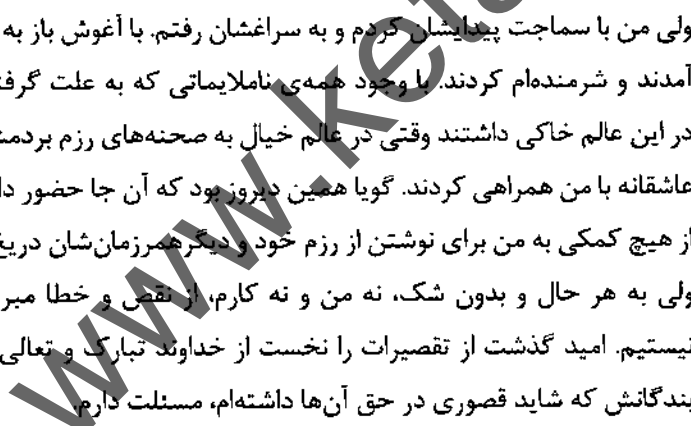 ولی من با سماجت پیدایشان کردم و به سراغشان رفتم. با آغوش باز به
آمدند و شرمنده‌ام کردند. با وجود همه‌ی ناملایماتی که به علت گرفت
در این عالم خاکی داشتند وقتی در عالم خیال به صحنه‌های رزم بردمش
عاشقانه با من همراهی کردند. گویا همین دیروز بود که آن جا حضور دا
از هیچ کمکی به من برای نوشتن از رزم خود و دیگرهمرزمان‌شان دریغ
ولی به هر حال و بدون شک، نه من و نه کارم، از نقص و خطا مبر
نیستیم. امید گذشت از تقصیرات را نخست از خداوند تبارک و تعالی
بندگانش که شاید قصوری در حق آن‌ها داشته‌ام، مسئلت دارم.
www.keta